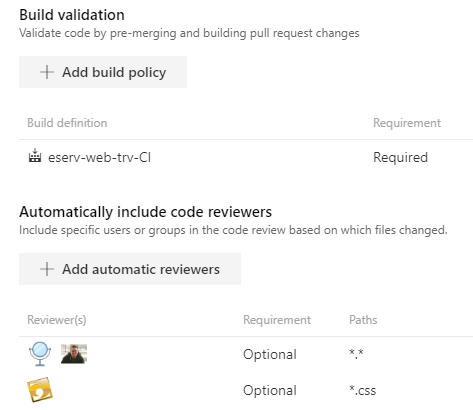 Build validation
Validate code by pre-merging and building pull request changes
Add build policy
Build definition Requirement
eserv-web-trv-CI Required
Automatically include code reviewers
Include specific users or groups in the code review based on which files changed.
Add automatic reviewers
Reviewer(s) Requirement Paths
Optional *.*
Optional *.css